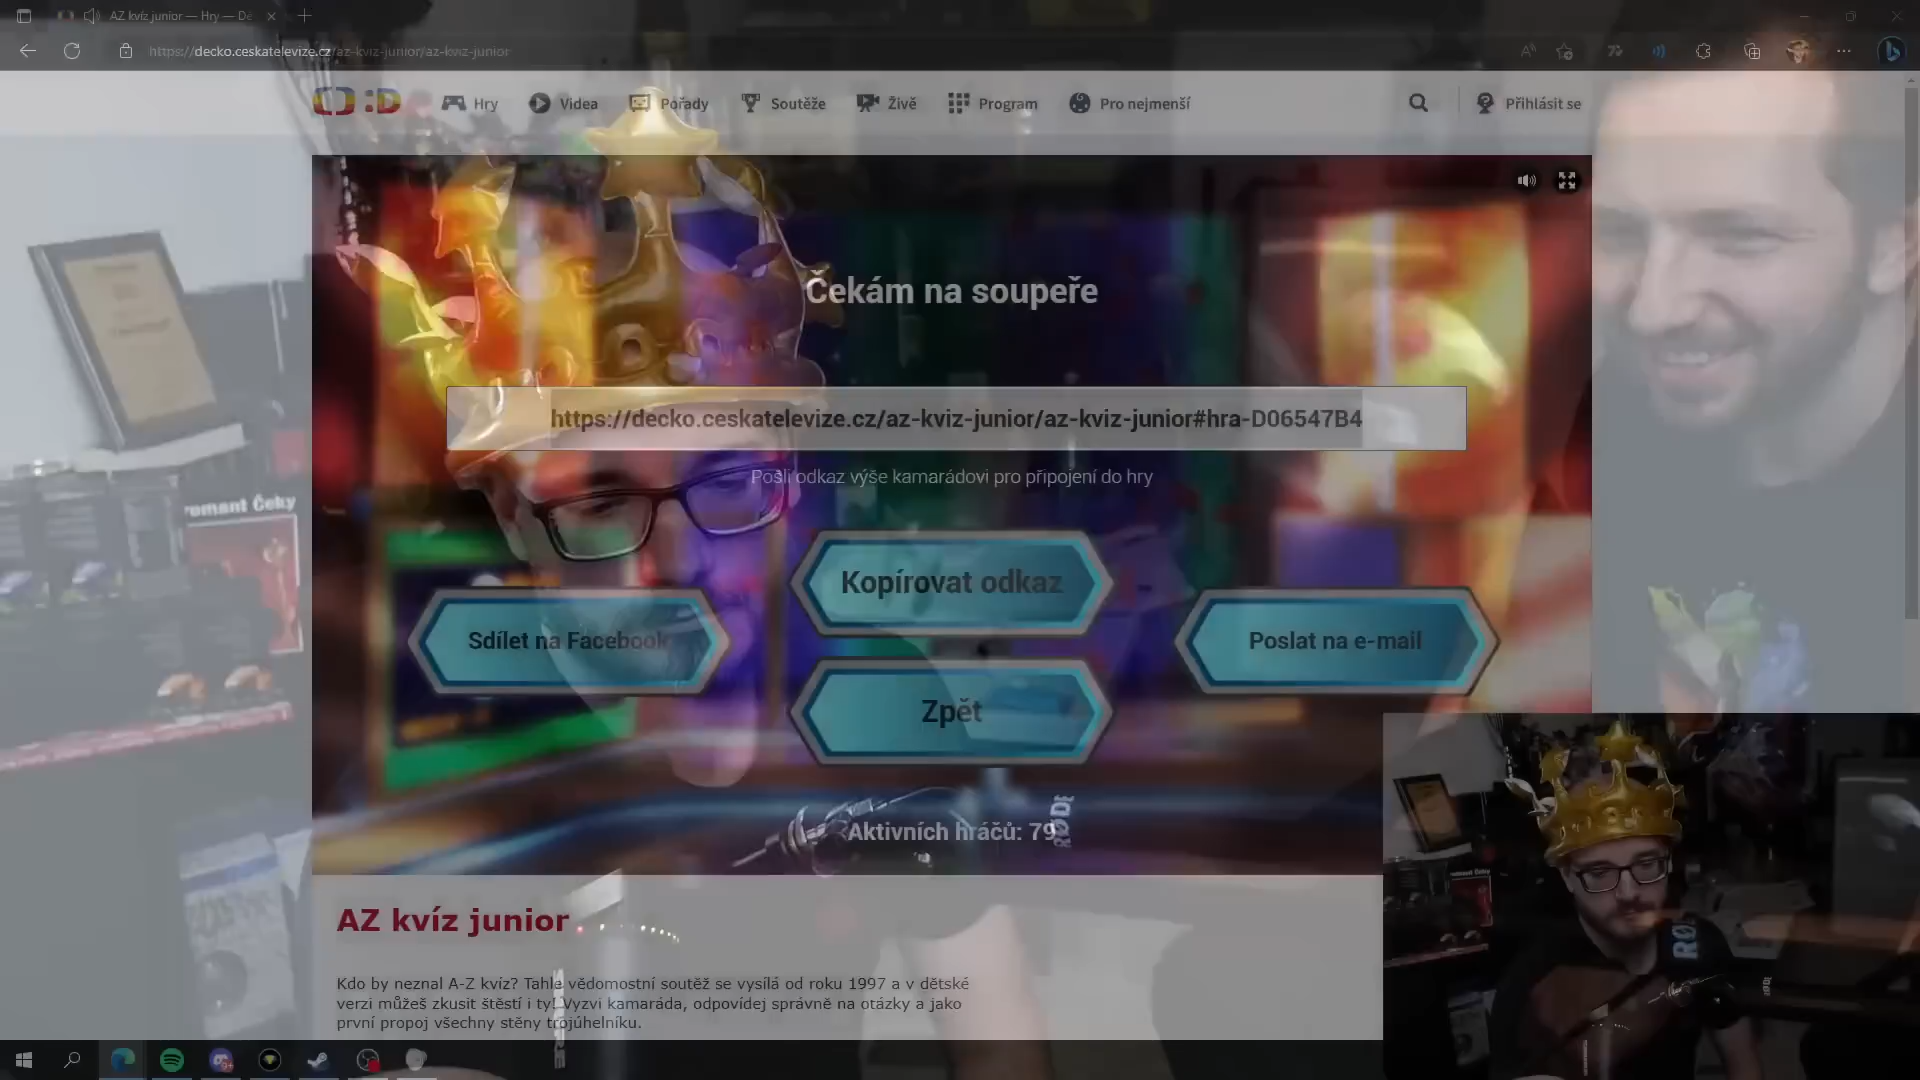 AZ kvíz junior — Hry — Dé
https://decko.ceskatelevize.cz/az-kviz-junior/az-kviz-junior
:D
Hry
Videa
Pořady
Soutěže
Živě
Program
Pro nejmenší
Přihlásit se
Čekám na soupeře
https://decko.ceskatelevize.cz/az-kviz-junior/az-kviz-junior#hra-D06547B4
Pošli odkaz výše kamarádovi pro připojení do hry
Kopírovat odkaz
Sdílet na Facebook
Poslat na e-mail
Zpět
Aktivních hráčů: 79
romant Čeky
RØDE
AZ kvíz junior
Kdo by neznal A-Z kvíz? Tahle vědomostní soutěž se vysílá od roku 1997 a v dětské
verzi můžeš zkusit štěstí i ty! Vyzvi kamaráda, odpovídej správně na otázky a jako
první propoj všechny stěny trojúhelníku.